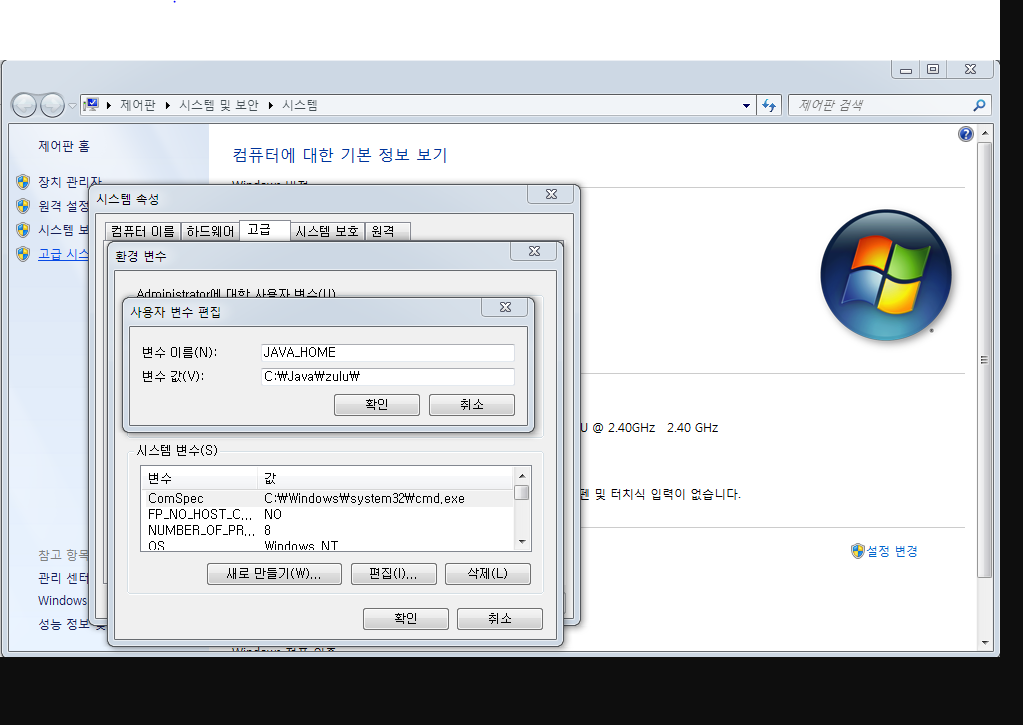 제어판 시스템 및 보안 시스템 제어판 검색
제어판 홈
컴퓨터에 대한 기본 정보 보기
장치 관리자
원격 설정
시스템 보
고급 시스
시스템 속성
컴퓨터 이름 하드웨어 고급 시스템 보호 원격
환경 변수
Administrator에 대한 사용자 변수(U)
사용자 변수 편집
변수 이름(N): JAVA_HOME
변수 값(V): C:₩Java₩zulu₩
확인 취소
U @ 2.40GHz 2.40 GHz
시스템 변수(S)
변수 값
ComSpec C:₩Windows₩system32₩cmd.exe
FP_NO_HOST_C... NO
NUMBER_OF_PR... 8
OS Windows_NT
펜 및 터치식 입력이 없습니다.
새로 만들기(W)... 편집(I)... 삭제(L)
설정 변경
참고 항목
관리 센터
Windows
성능 정보 및
확인 취소